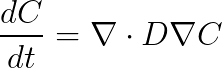 dC/dt = ∇ · D∇C